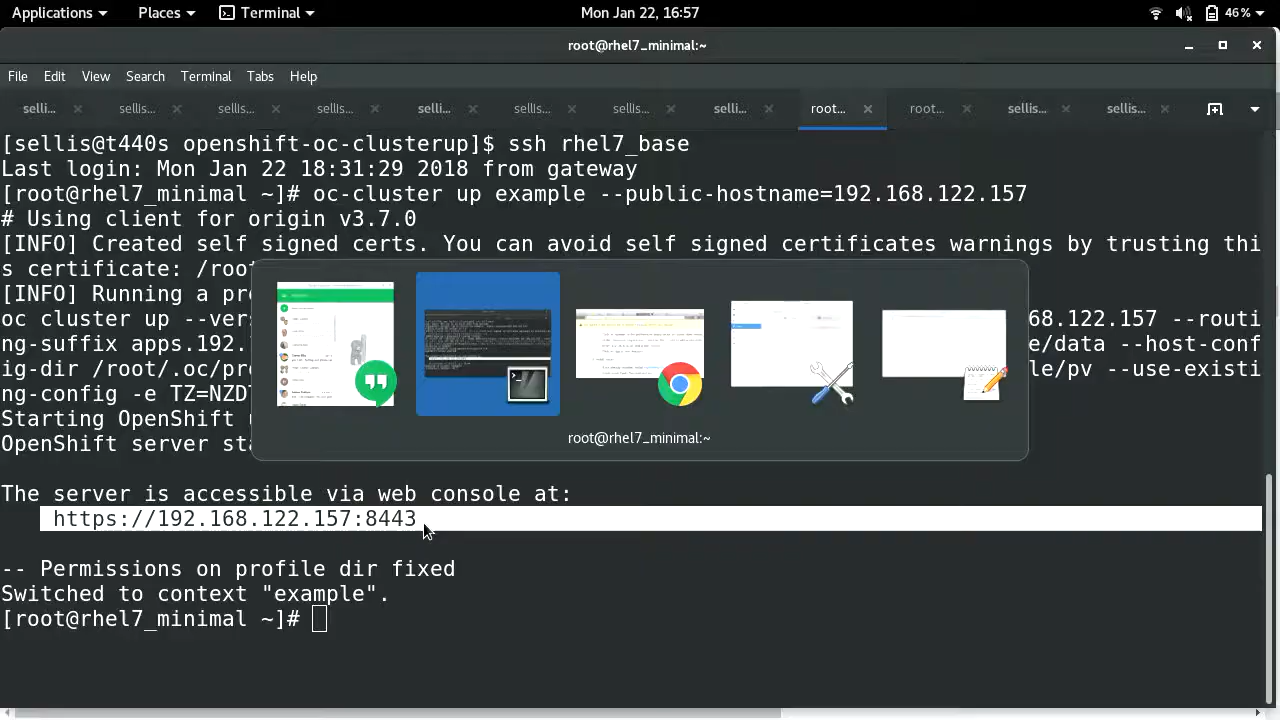 Applications Places Terminal Mon Jan 22, 16:57 46%
root@rhel7_minimal:~
File Edit View Search Terminal Tabs Help
selli... sellis... sellis... sellis... selli... sellis... sellis... selli... root... root... sellis... sellis...
[sellis@t440s openshift-oc-clusterup]$ ssh rhel7_base
Last login: Mon Jan 22 18:31:29 2018 from gateway
[root@rhel7_minimal ~]# oc-cluster up example --public-hostname=192.168.122.157
# Using client for origin v3.7.0
[INFO] Created self signed certs. You can avoid self signed certificates warnings by trusting thi
s certificate: /root
[INFO] Running a pr
oc cluster up --ver 68.122.157 --routi
ng-suffix apps.192. data --host-conf
igdir /root/.oc/pro pv --use-existi
ng-config -e TZ=NZD
Starting OpenShift
OpenShift server sta
root@rhel7_minimal:~
The server is accessible via web console at:
https://192.168.122.157:8443
-- Permissions on profile dir fixed
Switched to context "example".
[root@rhel7_minimal ~]#